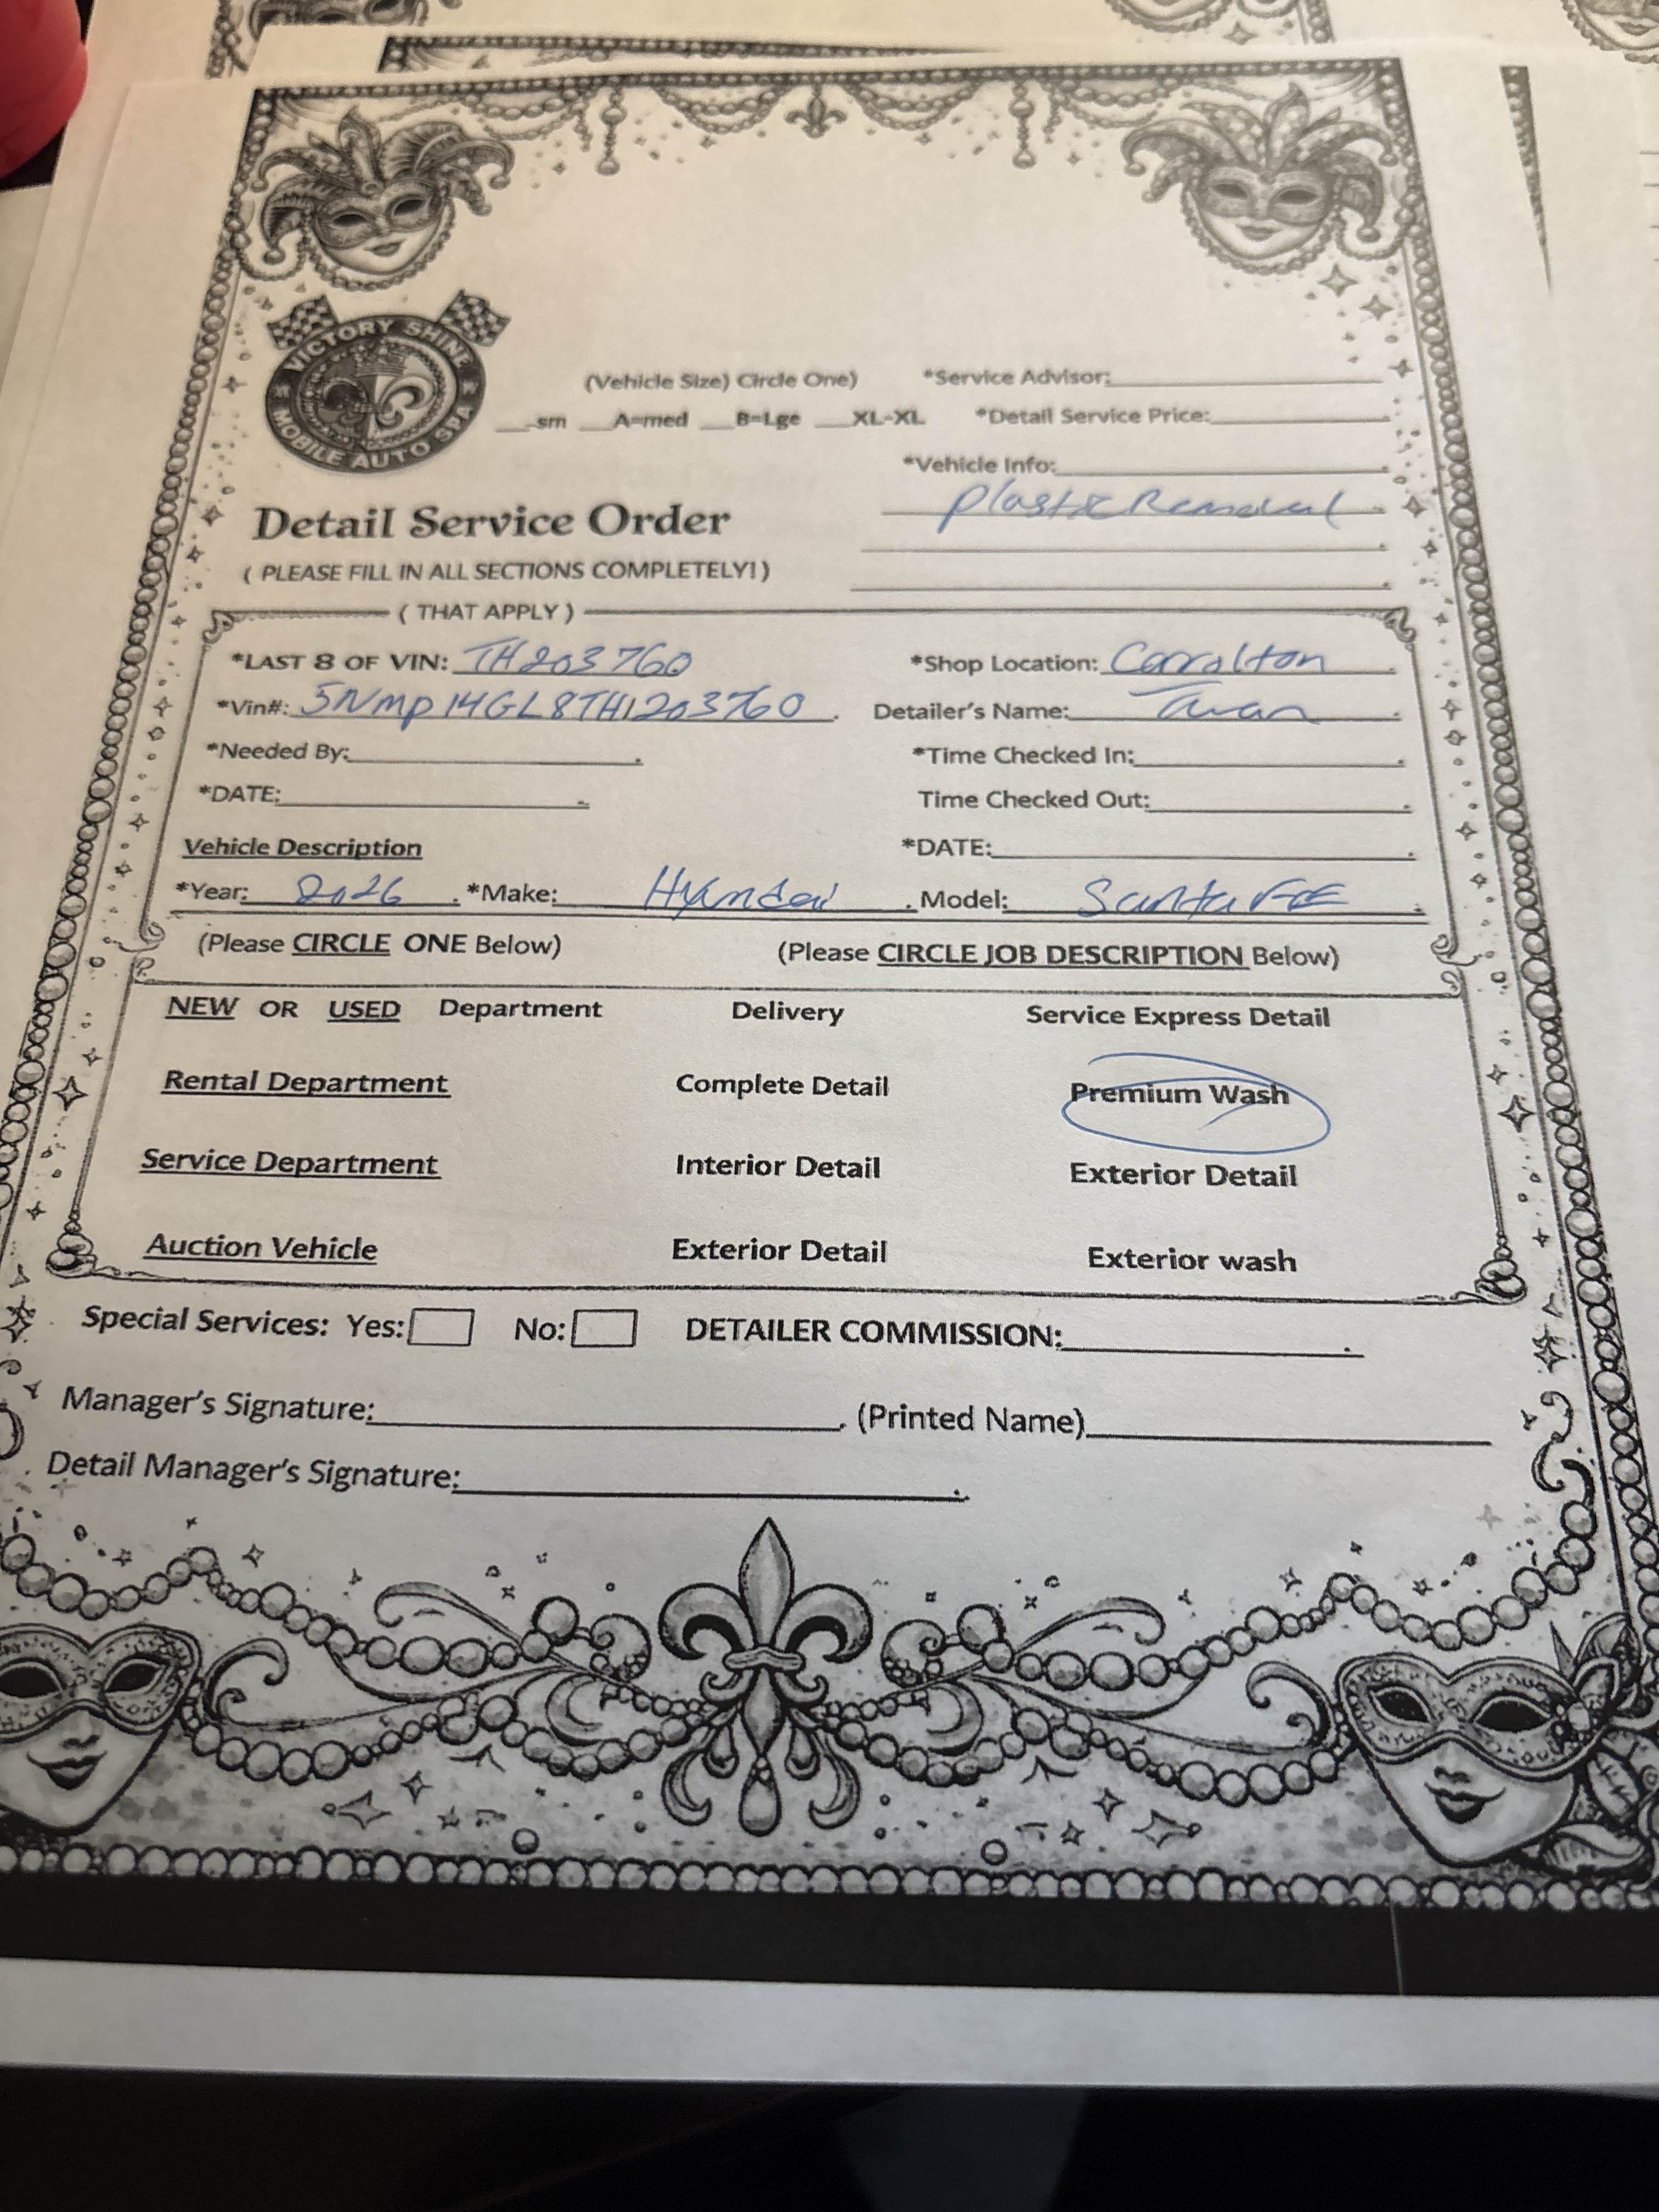 VICTORY SHINE
MOBILE AUTO SPA
(Vehicle Size) Circle One)
*Service Advisor:
___-sm ___A=med ___B=Lge ___XL-XL
*Detail Service Price:
*Vehicle Info:
Plastic Removal
Detail Service Order
( PLEASE FILL IN ALL SECTIONS COMPLETELY!)
( THAT APPLY )
*LAST 8 OF VIN: TH203760
*Shop Location: Carrolton
*Vin#: 5NMP14GL8TH203760.
Detailer's Name:
*Needed By: .
*Time Checked In: .
*DATE: .
Time Checked Out: .
Vehicle Description
*DATE: .
*Year: 2026 . *Make: Hyundai . Model: Santa FE .
(Please CIRCLE ONE Below)
(Please CIRCLE JOB DESCRIPTION Below)
NEW OR USED Department
Delivery
Service Express Detail
Rental Department
Complete Detail
Premium Wash
Service Department
Interior Detail
Exterior Detail
Auction Vehicle
Exterior Detail
Exterior wash
Special Services: Yes: No: DETAILER COMMISSION: .
Manager's Signature: . (Printed Name)
Detail Manager's Signature: .